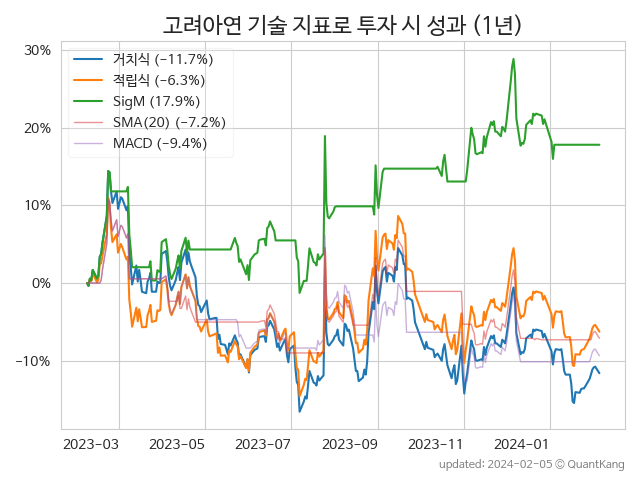 고려아연 기술 지표로 투자 시 성과 (1년)
30%
20%
10%
0%
−10%
거치식 (−11.7%)
적립식 (−6.3%)
SigM (17.9%)
SMA(20) (−7.2%)
MACD (−9.4%)
2023-03 2023-05 2023-07 2023-09 2023-11 2024-01
updated: 2024-02-05 © QuantKang